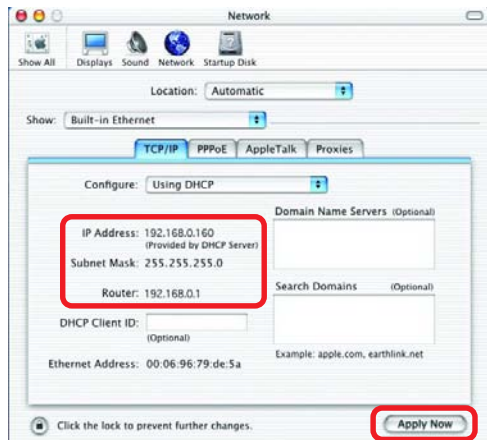 Network
Show All Displays Sound Network Startup Disk
Location: Automatic
Show: Built-in Ethernet
TCP/IP PPPoE AppleTalk Proxies
Configure: Using DHCP
Domain Name Servers (Optional)
IP Address: 192.168.0.160
(Provided by DHCP Server)
Subnet Mask: 255.255.255.0
Router: 192.168.0.1
Search Domains (Optional)
DHCP Client ID:
(Optional)
Example: apple.com, earthlink.net
Ethernet Address: 00:06:96:79:de:5a
Click the lock to prevent further changes.
Apply Now